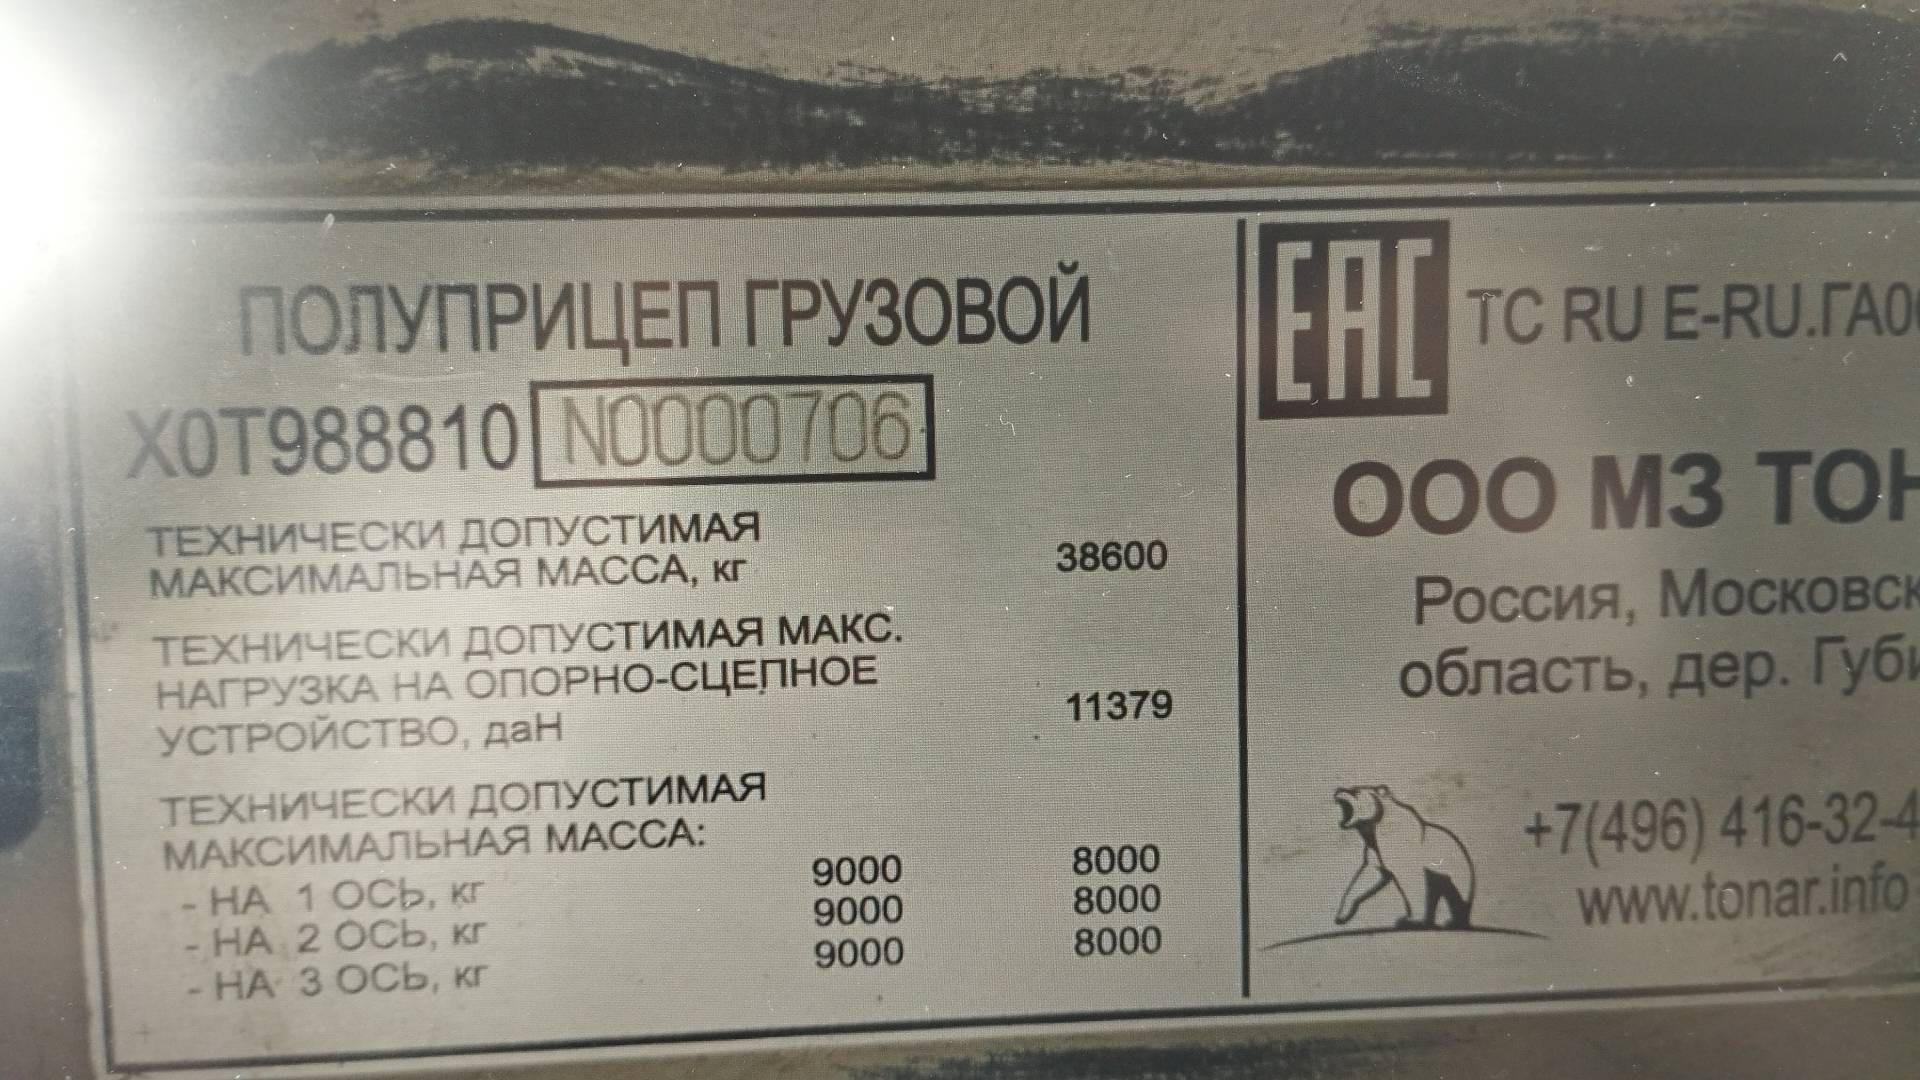 ПОЛУПРИЦЕП ГРУЗОВОЙ
X0T988810 N0000706
ТЕХНИЧЕСКИ ДОПУСТИМАЯ
МАКСИМАЛЬНАЯ МАССА, кг 38600
ТЕХНИЧЕСКИ ДОПУСТИМАЯ МАКС.
НАГРУЗКА НА ОПОРНО-СЦЕПНОЕ
УСТРОЙСТВО, даН 11379
ТЕХНИЧЕСКИ ДОПУСТИМАЯ
МАКСИМАЛЬНАЯ МАССА:
- НА 1 ОСЬ, кг 9000 8000
- НА 2 ОСЬ, кг 9000 8000
- НА 3 ОСЬ, кг 9000 8000
EAC TC RU E-RU.ГА0
ООО МЗ ТОН
Россия, Московск
область, дер. Губи
+7(496) 416-32-4
www.tonar.info